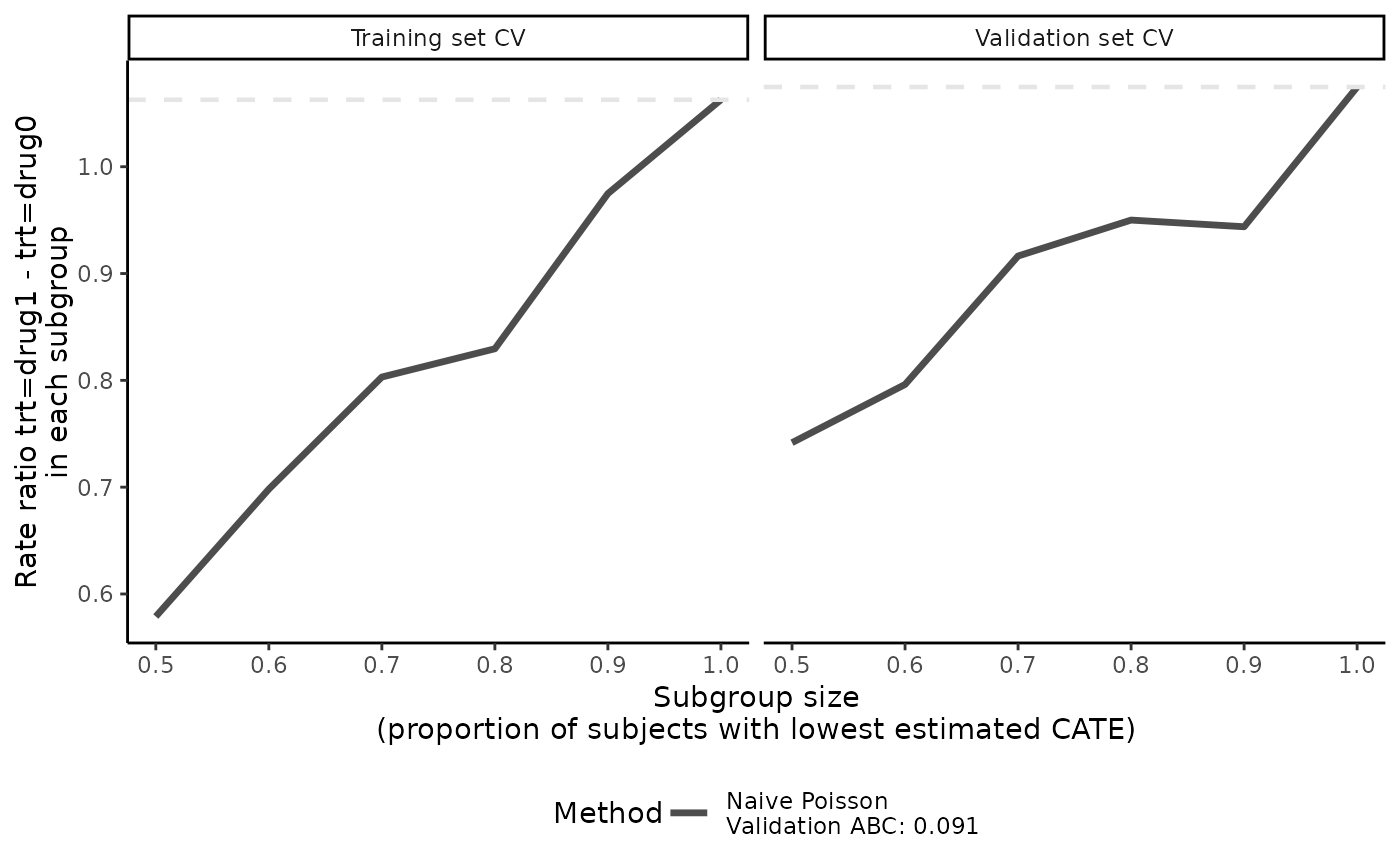 Training set CV
Validation set CV
Rate ratio trt=drug1 - trt=drug0
in each subgroup
1.0
0.9
0.8
0.7
0.6
0.5 0.6 0.7 0.8 0.9 1.0
0.5 0.6 0.7 0.8 0.9 1.0
Subgroup size
(proportion of subjects with lowest estimated CATE)
Method
Naive Poisson
Validation ABC: 0.091